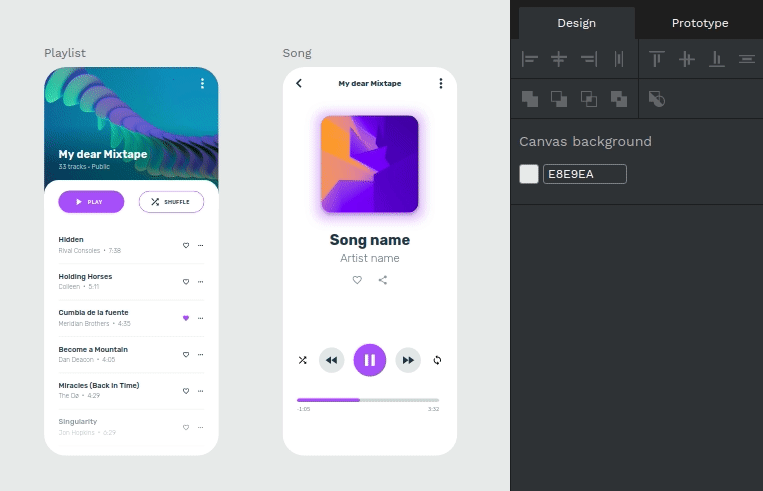 Design
Prototype
Playlist
Song
My dear Mixtape
33 tracks • Public
PLAY
SHUFFLE
Hidden
Rival Consoles • 7:38
Holding Horses
Colleen • 5:11
Cumbia de la fuente
Meridian Brothers • 4:35
Become a Mountain
Dan Deacon • 4:05
Miracles (Back in Time)
The Dø • 4:29
Singularity
Jon Hopkins • 6:29
My dear Mixtape
Song name
Artist name
-1:05
3:32
Canvas background
E8E9EA